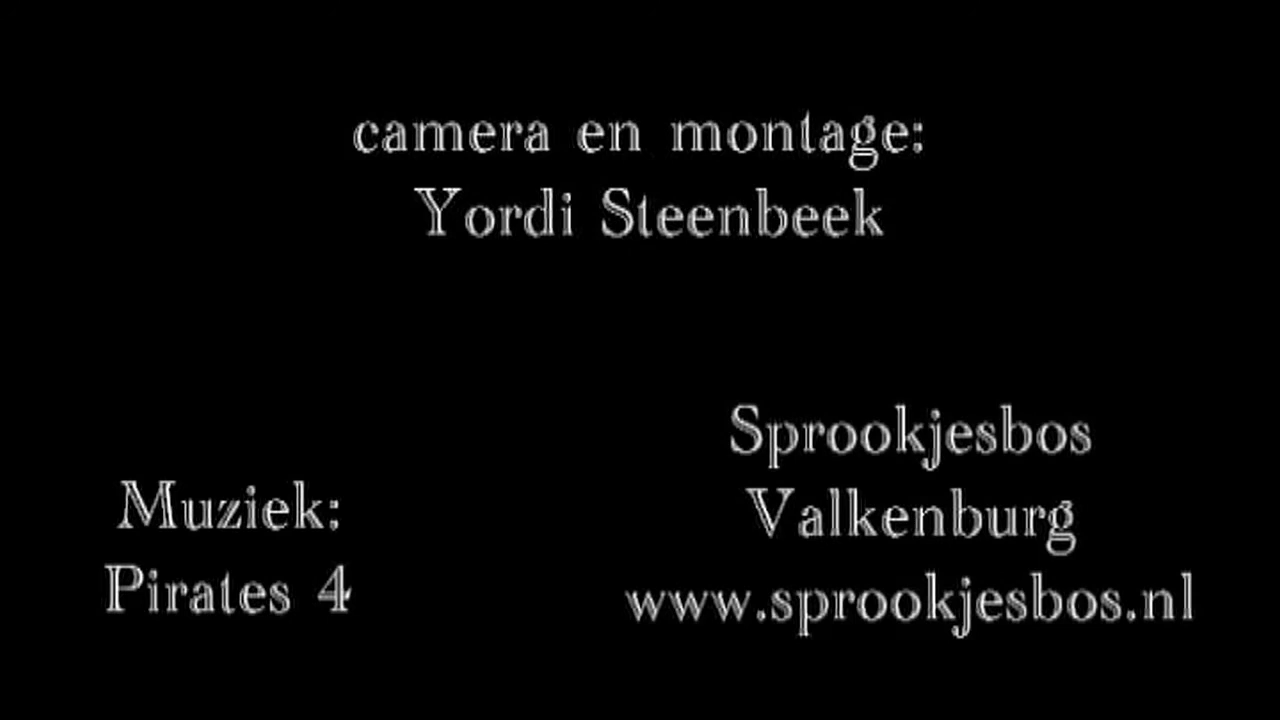 camera en montage:
Yordi Steenbeek
Muziek:
Pirates 4
Sprookjesbos
Valkenburg
www.sprookjesbos.nl